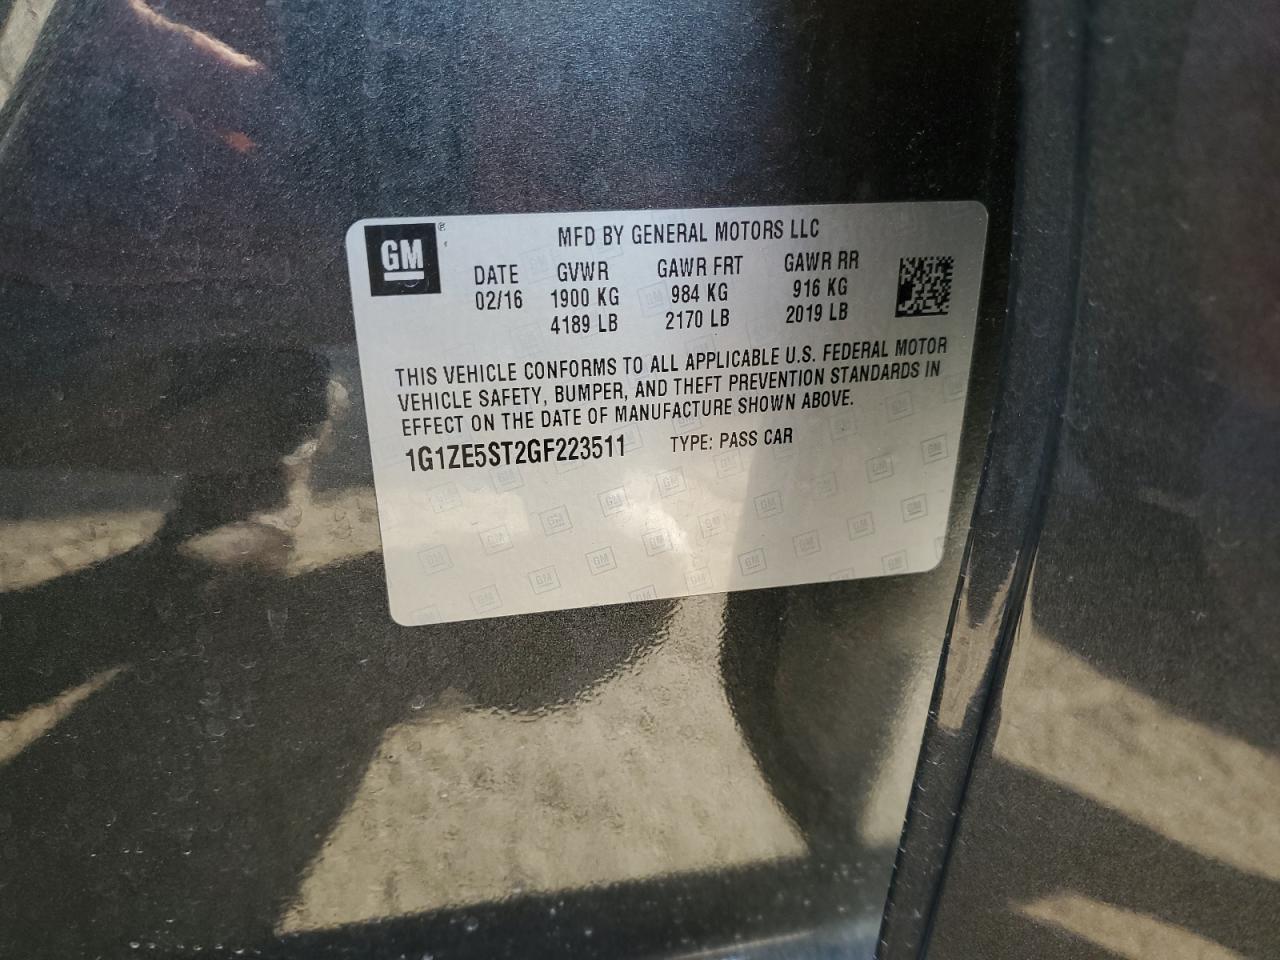 GM®
MFD BY GENERAL MOTORS LLC
DATE GVWR GAWR FRT GAWR RR
02/16 1900 KG 984 KG 916 KG
4189 LB 2170 LB 2019 LB
THIS VEHICLE CONFORMS TO ALL APPLICABLE U.S. FEDERAL MOTOR
VEHICLE SAFETY, BUMPER, AND THEFT PREVENTION STANDARDS IN
EFFECT ON THE DATE OF MANUFACTURE SHOWN ABOVE.
1G1ZE5ST2GF223511 TYPE: PASS CAR